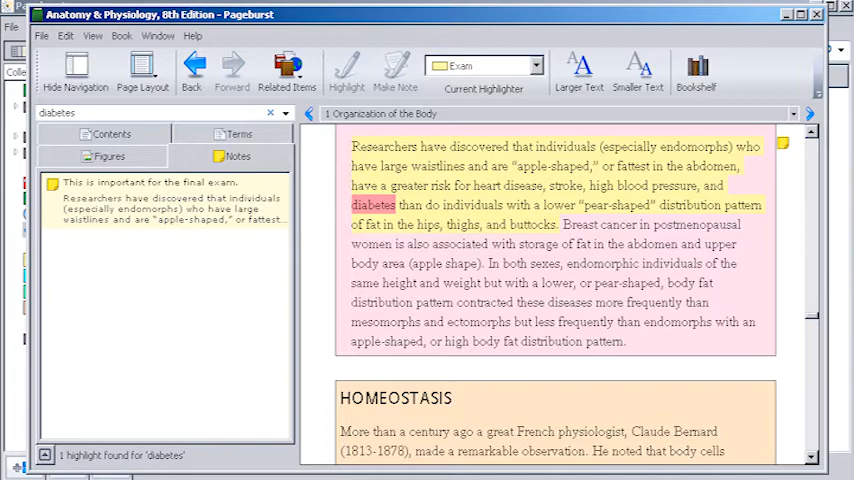 Anatomy & Physiology, 8th Edition - Pageburst
File Edit View Book Window Help
Hide Navigation Page Layout Back Forward Related Items Highlight Make Note Exam Current Highlighter Larger Text Smaller Text Bookshelf
diabetes
1 Organization of the Body
Contents Terms
Figures Notes
This is important for the final exam.
Researchers have discovered that individuals
(especially endomorphs) who have large
waistlines and are “apple-shaped,” or fattest...
1 highlight found for 'diabetes'
Researchers have discovered that individuals (especially endomorphs) who
have large waistlines and are “apple-shaped,” or fattest in the abdomen,
have a greater risk for heart disease, stroke, high blood pressure, and
diabetes than do individuals with a lower “pear-shaped” distribution pattern
of fat in the hips, thighs, and buttocks. Breast cancer in postmenopausal
women is also associated with storage of fat in the abdomen and upper
body area (apple shape). In both sexes, endomorphic individuals of the
same height and weight but with a lower, or pear-shaped, body fat
distribution pattern contracted these diseases more frequently than
mesomorphs and ectomorphs but less frequently than endomorphs with an
apple-shaped, or high body fat distribution pattern.
HOMEOSTASIS
More than a century ago a great French physiologist, Claude Bernard
(1813-1878), made a remarkable observation. He noted that body cells